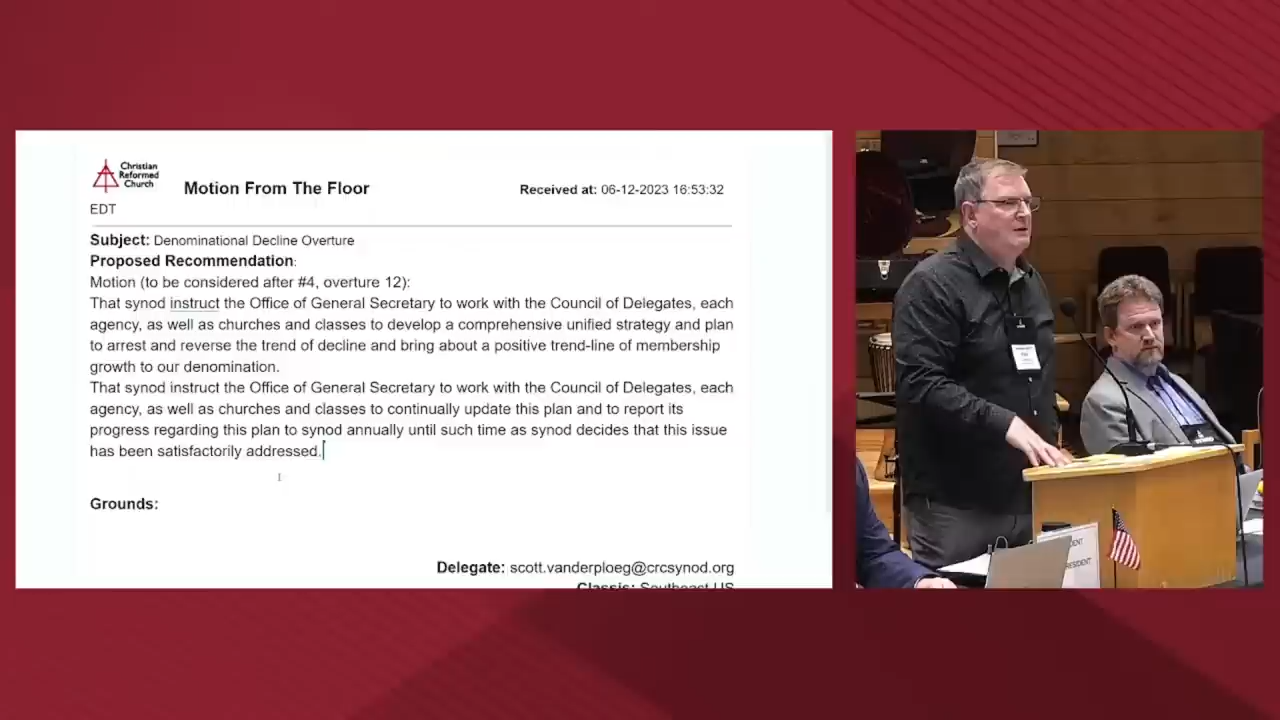 Christian
Reformed
Church
Motion From The Floor
Received at: 06-12-2023 16:53:32
EDT
Subject: Denominational Decline Overture
Proposed Recommendation:
Motion (to be considered after #4, overture 12):
That synod instruct the Office of General Secretary to work with the Council of Delegates, each
agency, as well as churches and classes to develop a comprehensive unified strategy and plan
to arrest and reverse the trend of decline and bring about a positive trend-line of membership
growth to our denomination.
That synod instruct the Office of General Secretary to work with the Council of Delegates, each
agency, as well as churches and classes to continually update this plan and to report its
progress regarding this plan to synod annually until such time as synod decides that this issue
has been satisfactorily addressed.
Grounds:
Delegate: scott.vanderploeg@crcsynod.org
Classis: Southeast US